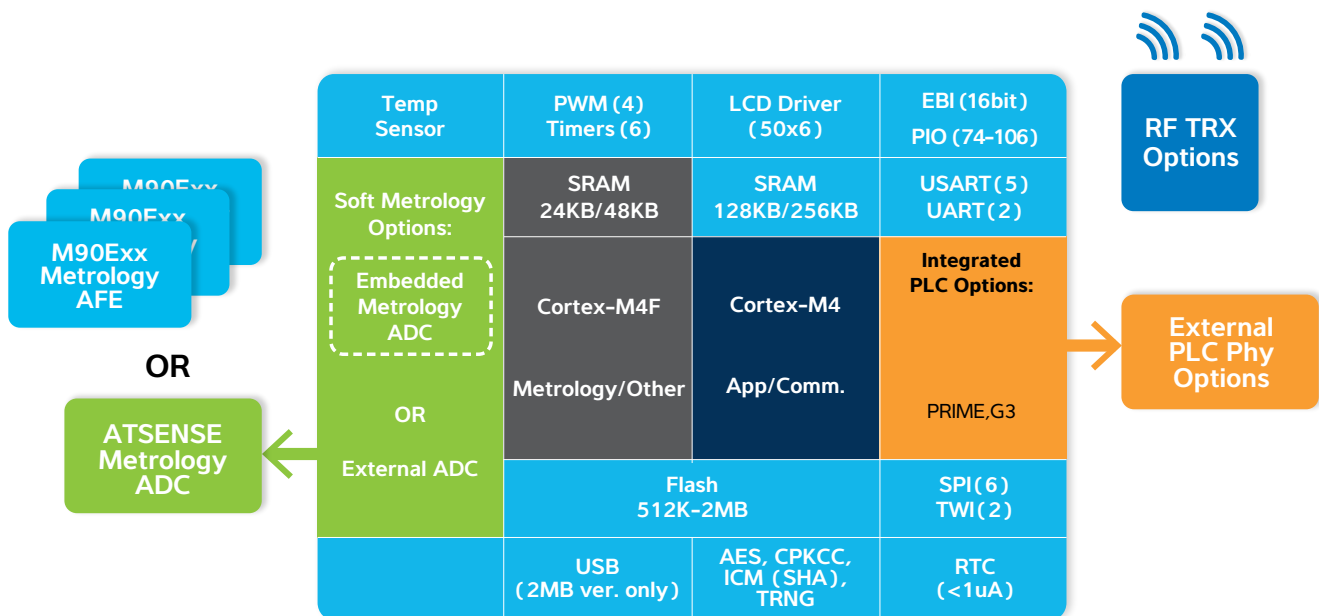 Temp
Sensor
PWM (4)
Timers (6)
LCD Driver
(50x6)
EBI (16bit)
PIO (74-106)
RF TRX
Options
M90Exx
M90Exx
M90Exx
Metrology
AFE
OR
ATSENSE
Metrology
ADC
Soft Metrology
Options:
Embedded
Metrology
ADC
OR
External ADC
SRAM
24KB/48KB
SRAM
128KB/256KB
USART(5)
UART(2)
Cortex-M4F
Metrology/Other
Cortex-M4
App/Comm.
Integrated
PLC Options:
PRIME,G3
External
PLC Phy
Options
Flash
512K-2MB
SPI(6)
TWI(2)
USB
(2MB ver. only)
AES, CPKCC,
ICM (SHA),
TRNG
RTC
(<1uA)